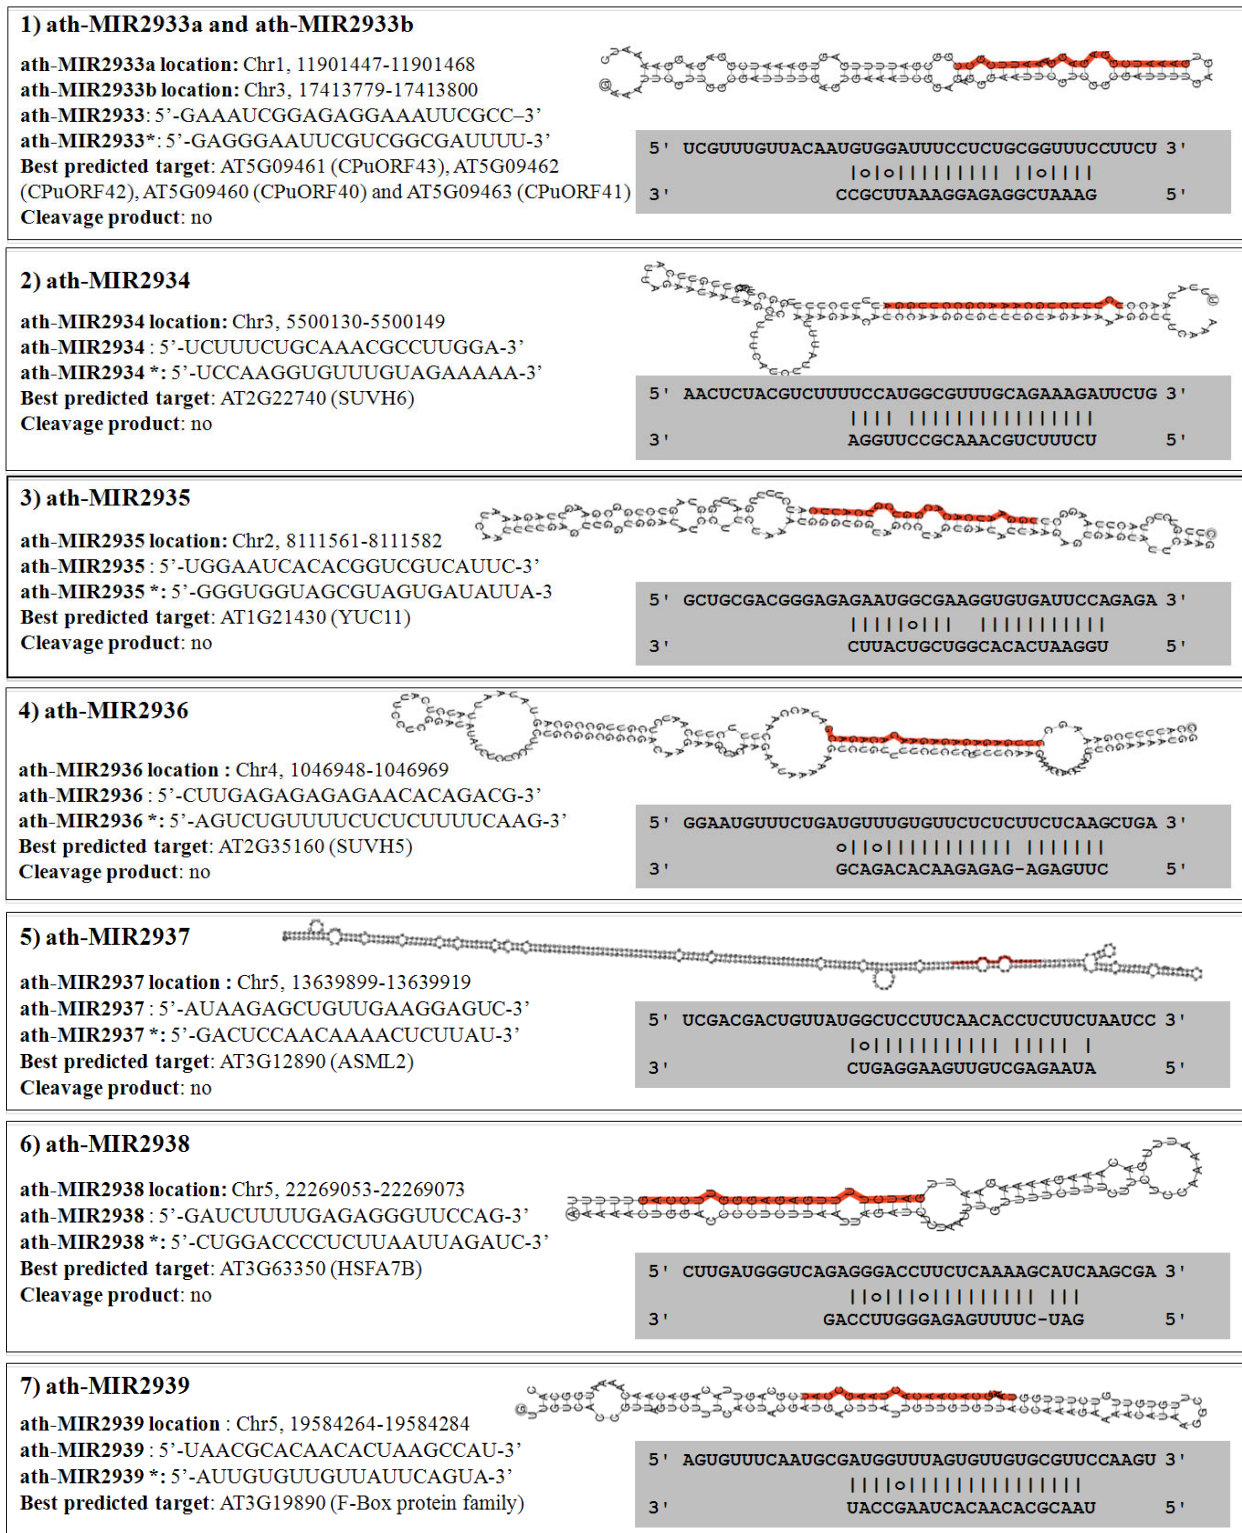 1) ath-MIR2933a and ath-MIR2933b
ath-MIR2933a location: Chr1, 11901447-11901468
ath-MIR2933b location: Chr3, 17413779-17413800
ath-MIR2933: 5'-GAAAUCGGAGAGGAAAUUCGCC–3'
ath-MIR2933*: 5'-GAGGGAAUUCGUCGGCGAUUUU-3'
Best predicted target: AT5G09461 (CPuORF43), AT5G09462
(CPuORF42), AT5G09460 (CPuORF40) and AT5G09463 (CPuORF41)
Cleavage product: no
5' UCGUUUGUUACAAUGUGGAUUUCCUCUGCGGUUUCCUUCU 3'
|o|o||||||||| ||o||||
3' CCGCUUAAAGGAGAGGCUAAAG 5'
2) ath-MIR2934
ath-MIR2934 location: Chr3, 5500130-5500149
ath-MIR2934 : 5'-UCUUUCUGCAAACGCCUUGGA-3'
ath-MIR2934 *: 5'-UCCAAGGUGUUUGUAGAAAAA-3'
Best predicted target: AT2G22740 (SUVH6)
Cleavage product: no
5' AACUCUACGUCUUUUCCAUGGCGUUUGCAGAAAGAUUCUG 3'
|||| ||||||||||||||||
3' AGGUUCCGCAAACGUCUUUCU 5'
3) ath-MIR2935
ath-MIR2935 location: Chr2, 8111561-8111582
ath-MIR2935 : 5'-UGGAAUCACACGGUCGUCAUUC-3'
ath-MIR2935 *: 5'-GGGUGGUAGCGUAGUGAUAUUA-3
Best predicted target: AT1G21430 (YUC11)
Cleavage product: no
5' GCUGCGACGGGAGAGAAUGGCGAAGGUGUGAUUCCAGAGA 3'
|||||o|||  |||||||||||
3' CUUACUGCUGGCACACUAAGGU 5'
4) ath-MIR2936
ath-MIR2936 location : Chr4, 1046948-1046969
ath-MIR2936 : 5'-CUUGAGAGAGAGAACACAGACG-3'
ath-MIR2936 *: 5'-AGUCUGUUUUCUCUCUUUUCAAG-3'
Best predicted target: AT2G35160 (SUVH5)
Cleavage product: no
5' GGAAUGUUUCUGAUGUUUGUGUUCUCUCUUCUCAAGCUGA 3'
o||o||||||||||| |||||||
3' GCAGACACAAGAGAG-AGAGUUC 5'
5) ath-MIR2937
ath-MIR2937 location : Chr5, 13639899-13639919
ath-MIR2937 : 5'-AUAAGAGCUGUUGAAGGAGUC-3'
ath-MIR2937 *: 5'-GACUCCAACAAAACUCUUAU-3'
Best predicted target: AT3G12890 (ASML2)
Cleavage product: no
5' UCGACGACUGUUAUGGCUCCUUCAACACCUCUUCUAAUCC 3'
|o||||||||||| ||||| |
3' CUGAGGAAGUUGUCGAGAAUA 5'
6) ath-MIR2938
ath-MIR2938 location: Chr5, 22269053-22269073
ath-MIR2938 : 5'-GAUCUUUUGAGAGGGUUCCAG-3'
ath-MIR2938 *: 5'-CUGGACCCCUCUUAAUUAGAUC-3'
Best predicted target: AT3G63350 (HSFA7B)
Cleavage product: no
5' CUUGAUGGGUCAGAGGGACCUUCUCAAAAGCAUCAAGCGA 3'
||o|||o||||||||| |||
3' GACCUUGGGAGAGUUUUC-UAG 5'
7) ath-MIR2939
ath-MIR2939 location : Chr5, 19584264-19584284
ath-MIR2939 : 5'-UAACGCACAACACUAAGCCAU-3'
ath-MIR2939 *: 5'-AUUGUGUUGUUAUUCAGUA-3'
Best predicted target: AT3G19890 (F-Box protein family)
5' AGUGUUUCAAUGCGAUGGUUUAGUGUUGUGCGUUCCAAGU 3'
||||o|||||||||||||||
3' UACCGAAUCACAACACGCAAU 5'